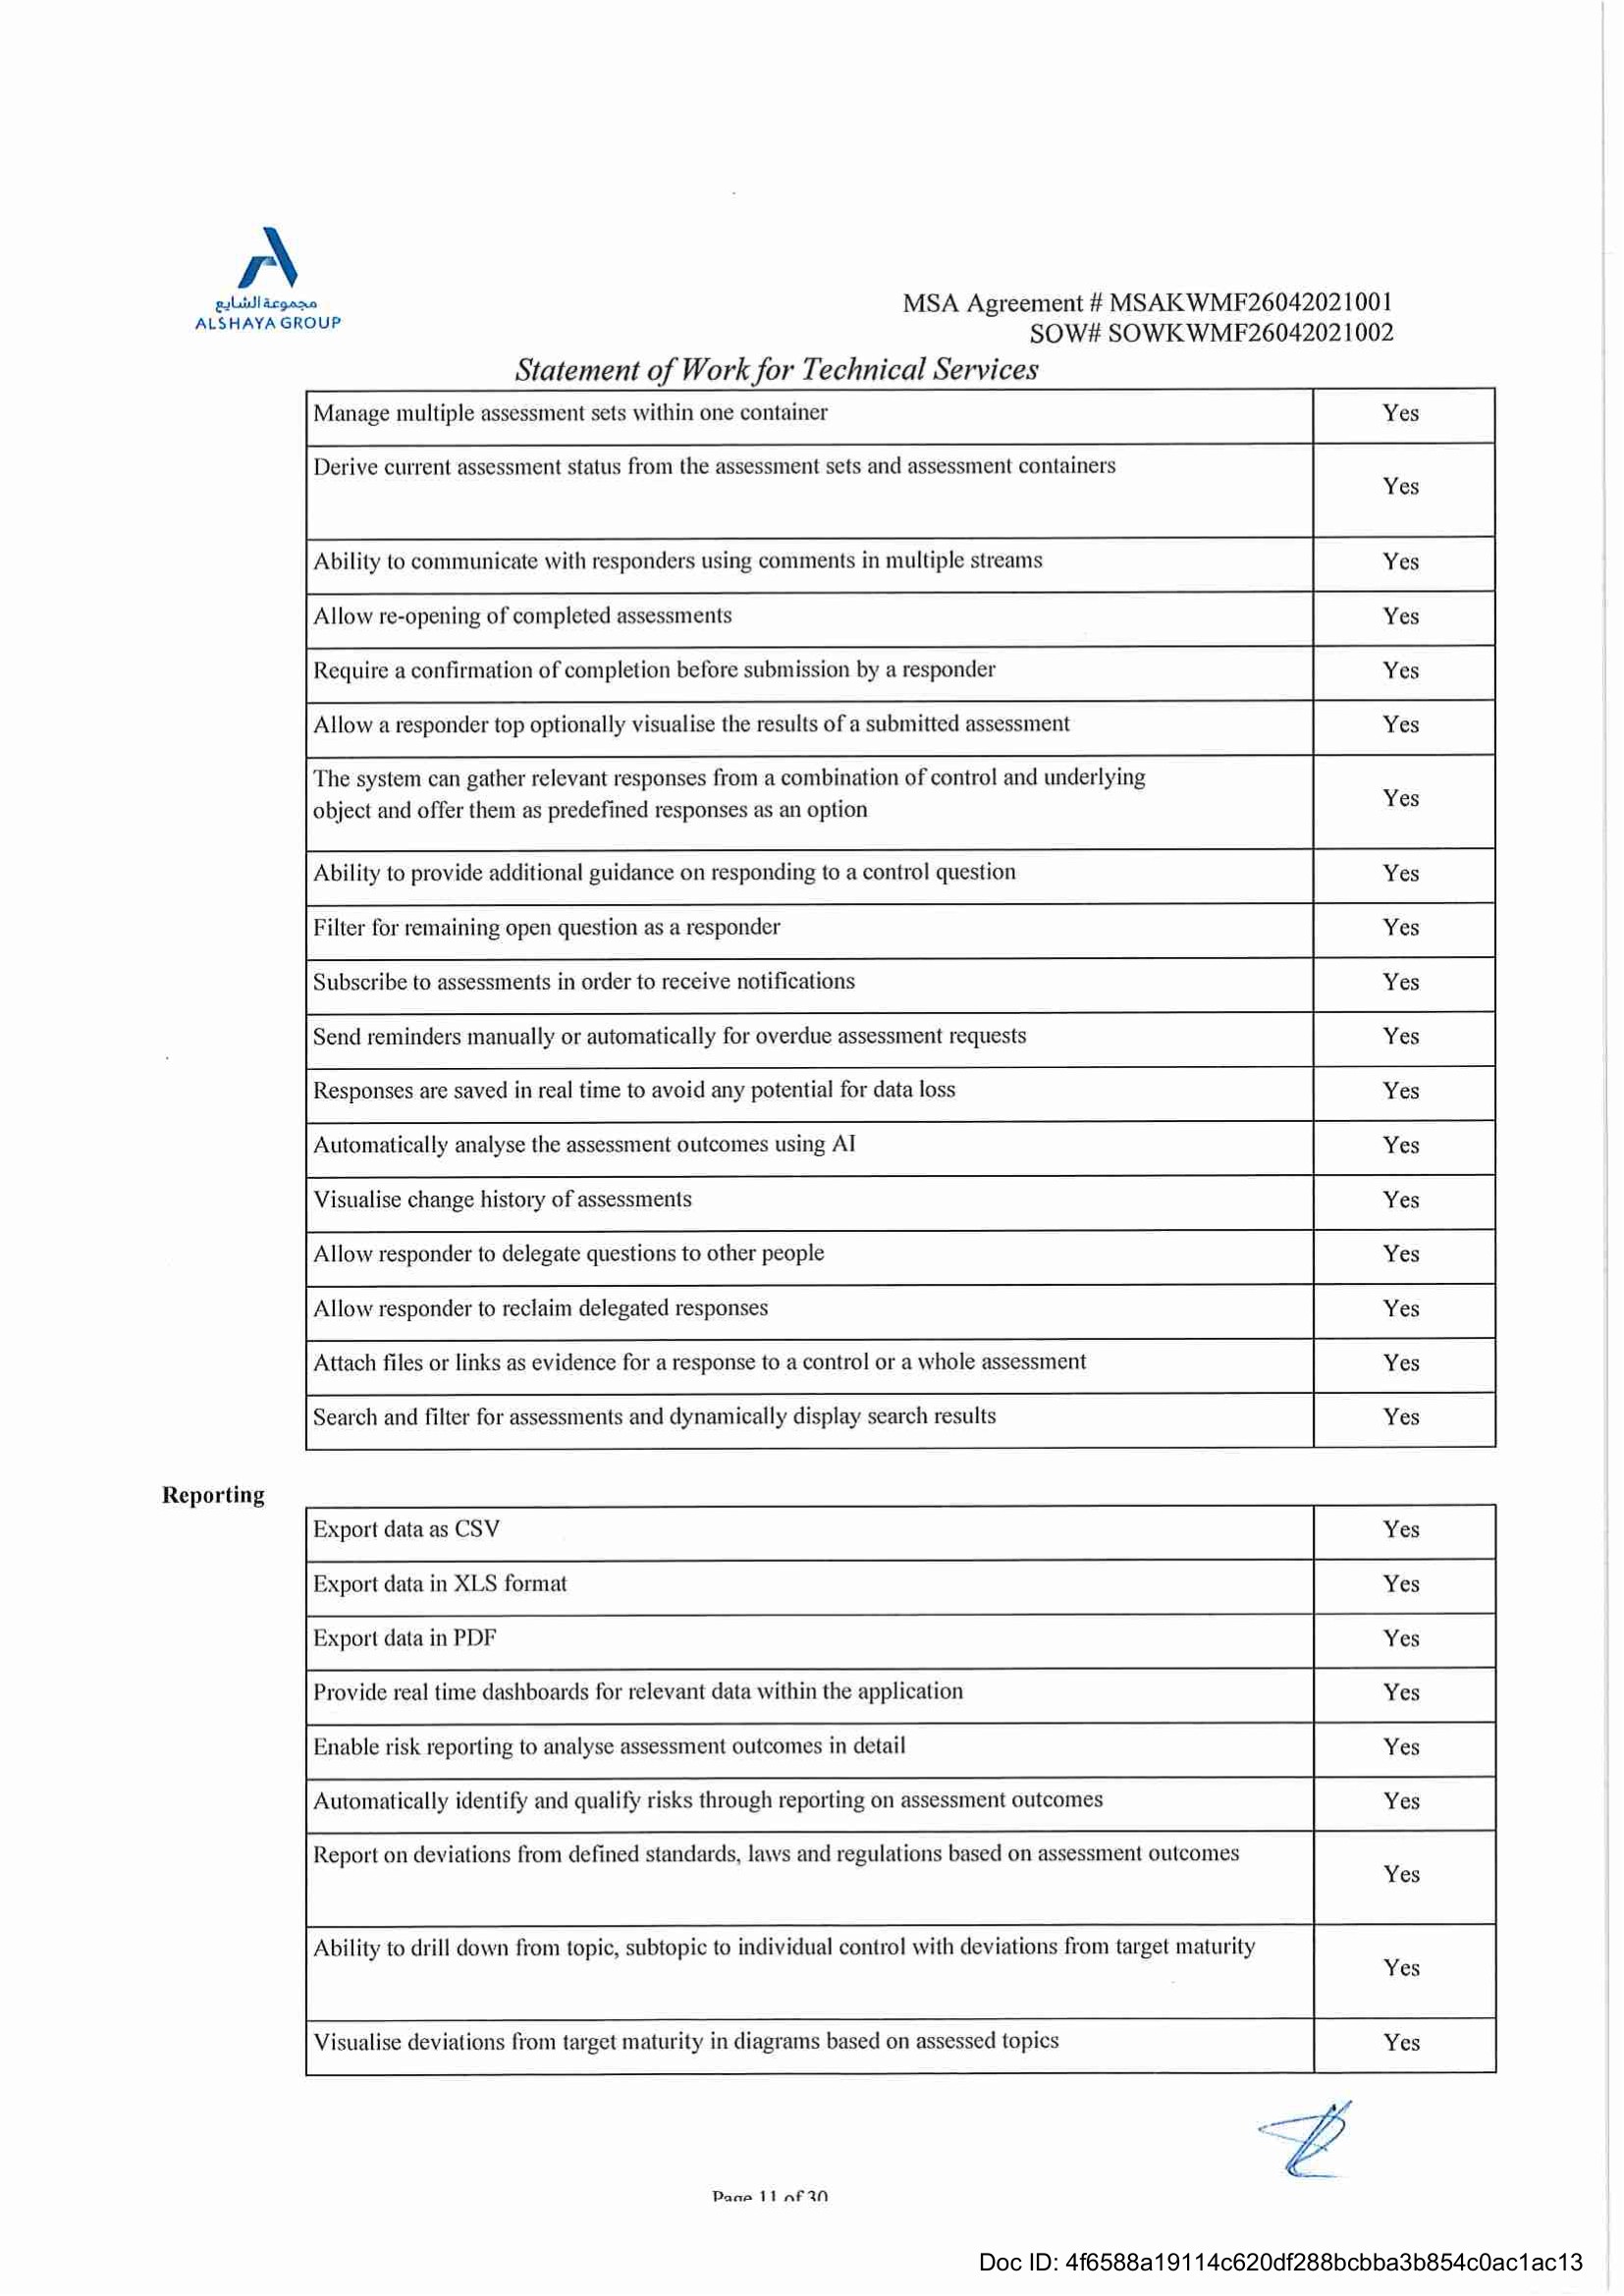 مجموعة الشايع
ALSHAYA GROUP
MSA Agreement # MSAKWMF26042021001
SOW# SOWKWMF26042021002
Statement of Work for Technical Services
Manage multiple assessment sets within one container Yes
Derive current assessment status from the assessment sets and assessment containers Yes
Ability to communicate with responders using comments in multiple streams Yes
Allow re-opening of completed assessments Yes
Require a confirmation of completion before submission by a responder Yes
Allow a responder top optionally visualise the results of a submitted assessment Yes
The system can gather relevant responses from a combination of control and underlying
object and offer them as predefined responses as an option Yes
Ability to provide additional guidance on responding to a control question Yes
Filter for remaining open question as a responder Yes
Subscribe to assessments in order to receive notifications Yes
Send reminders manually or automatically for overdue assessment requests Yes
Responses are saved in real time to avoid any potential for data loss Yes
Automatically analyse the assessment outcomes using AI Yes
Visualise change history of assessments Yes
Allow responder to delegate questions to other people Yes
Allow responder to reclaim delegated responses Yes
Attach files or links as evidence for a response to a control or a whole assessment Yes
Search and filter for assessments and dynamically display search results Yes
Reporting
Export data as CSV Yes
Export data in XLS format Yes
Export data in PDF Yes
Provide real time dashboards for relevant data within the application Yes
Enable risk reporting to analyse assessment outcomes in detail Yes
Automatically identify and qualify risks through reporting on assessment outcomes Yes
Report on deviations from defined standards, laws and regulations based on assessment outcomes Yes
Ability to drill down from topic, subtopic to individual control with deviations from target maturity Yes
Visualise deviations from target maturity in diagrams based on assessed topics Yes
Page 11 of 30
Doc ID: 4f6588a19114c620df288bcbba3b854c0ac1ac13